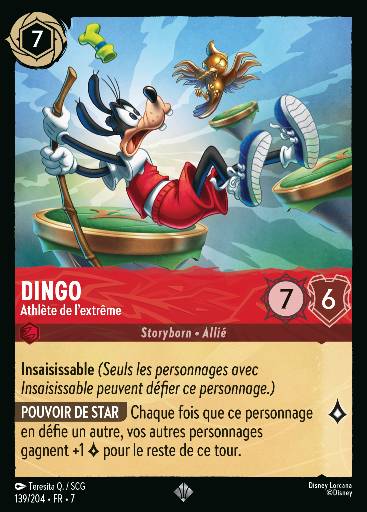 7
DINGO
Athlète de l'extrême
7
6
Storyborn • Allié
Insaisissable (Seuls les personnages avec
Insaisissable peuvent défier ce personnage.)
POUVOIR DE STAR Chaque fois que ce personnage
en défie un autre, vos autres personnages
gagnent +1 pour le reste de ce tour.
Teresita Q. / SCG
139/204 • FR • 7
Disney Lorcana
©Disney